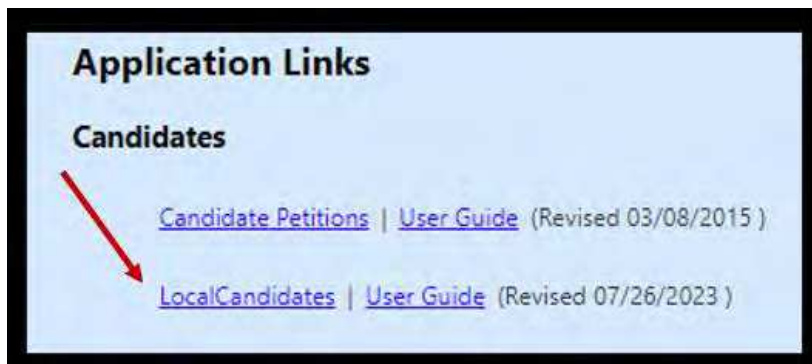 Application Links
Candidates
Candidate Petitions | User Guide (Revised 03/08/2015 )
LocalCandidates | User Guide (Revised 07/26/2023 )